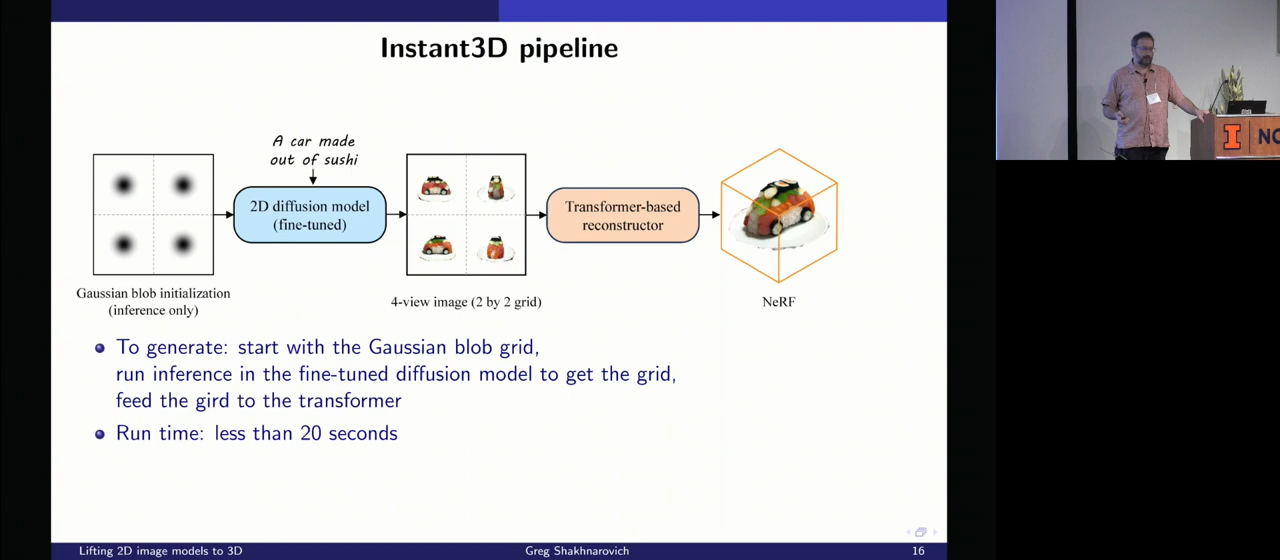 Instant3D pipeline
A car made
out of sushi
2D diffusion model
(fine-tuned)
Transformer-based
reconstructor
Gaussian blob initialization
(inference only)
4-view image (2 by 2 grid)
NeRF
To generate: start with the Gaussian blob grid,
run inference in the fine-tuned diffusion model to get the grid,
feed the gird to the transformer
Run time: less than 20 seconds
Lifting 2D image models to 3D
Greg Shakhnarovich
16
I NC